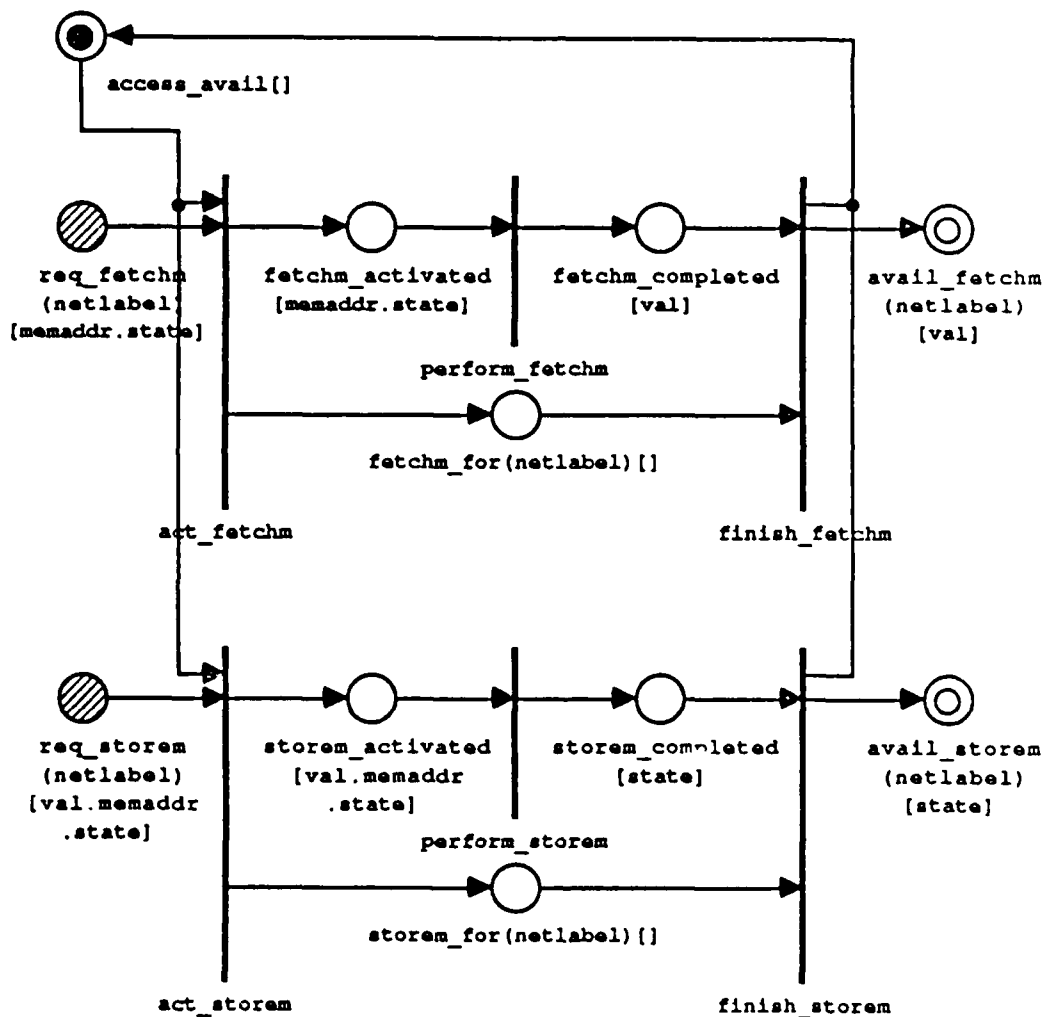 access_avail[]
req_fetchm
(netlabel)
[memaddr.state]
fetchm_activated
[memaddr.state]
fetchm_completed
[val]
avail_fetchm
(netlabel)
[val]
perform_fetchm
fetchm_for(netlabel)[]
act_fetchm
finish_fetchm
req_storem
(netlabel)
[val.memaddr
.state]
storem_activated
[val.memaddr
.state]
storem_completed
[state]
avail_storem
(netlabel)
[state]
perform_storem
storem_for(netlabel)[]
act_storem
finish_storem